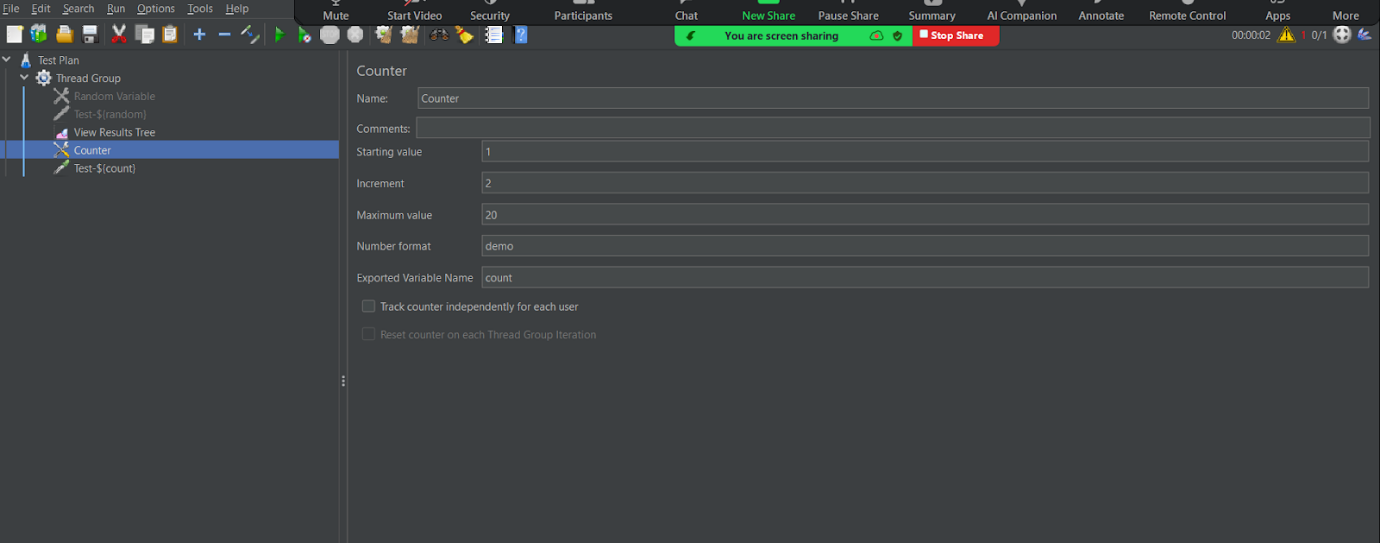 File Edit Search Run Options Tools Help
Mute Start Video Security Participants Chat New Share Pause Share Summary AI Companion Annotate Remote Control Apps More
You are screen sharing Stop Share
00:00:02 1 0/1
Test Plan
Thread Group
Random Variable
Test-${random}
View Results Tree
Counter
Test-${count}
Counter
Name: Counter
Comments:
Starting value 1
Increment 2
Maximum value 20
Number format demo
Exported Variable Name count
Track counter independently for each user
Reset counter on each Thread Group Iteration